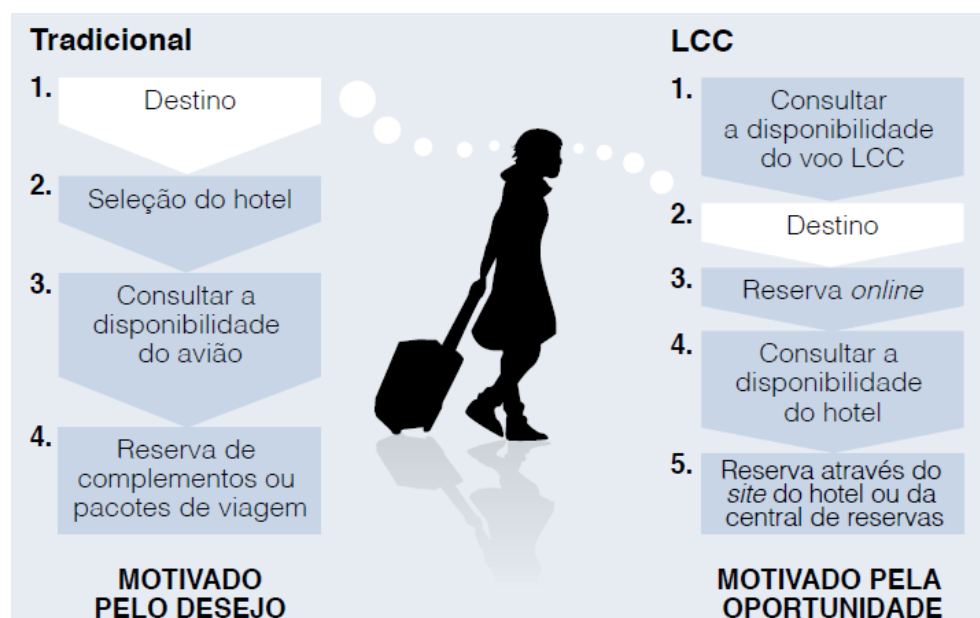 Tradicional
1.
Destino
2.
Seleção do hotel
3.
Consultar a
disponibilidade
do avião
4.
Reserva de
complementos ou
pacotes de viagem
MOTIVADO
PELO DESEJO
LCC
1.
Consultar
a disponibilidade
do voo LCC
2.
Destino
3.
Reserva online
4.
Consultar a
disponibilidade
do hotel
5.
Reserva através do
site do hotel ou da
central de reservas
MOTIVADO PELA
OPORTUNIDADE